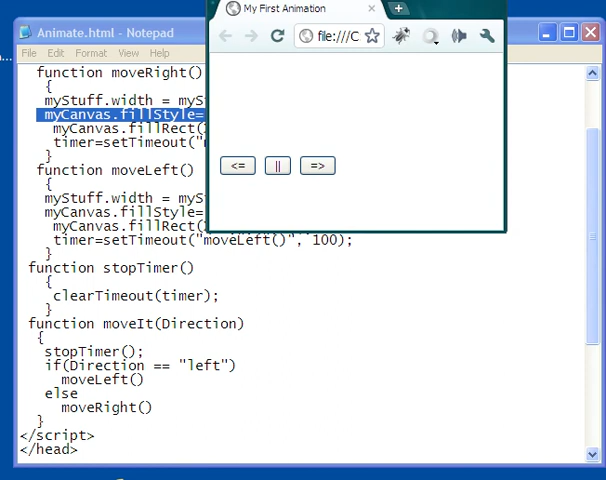 Animate.html - Notepad
File Edit Format View Help
My First Animation
file:///C
<=
||
=>
function moveRight()
{
myStuff.width = myS
myCanvas.fillStyle=
myCanvas.fillRect(
timer=setTimeout("
}
function moveLeft()
{
myStuff.width = myS
myCanvas.fillStyle=
myCanvas.fillRect(
timer=setTimeout("moveLeft()", 100);
}
function stopTimer()
{
clearTimeout(timer);
}
function moveIt(Direction)
{
stopTimer();
if(Direction == "left")
moveLeft()
else
moveRight()
}
</script>
</head>